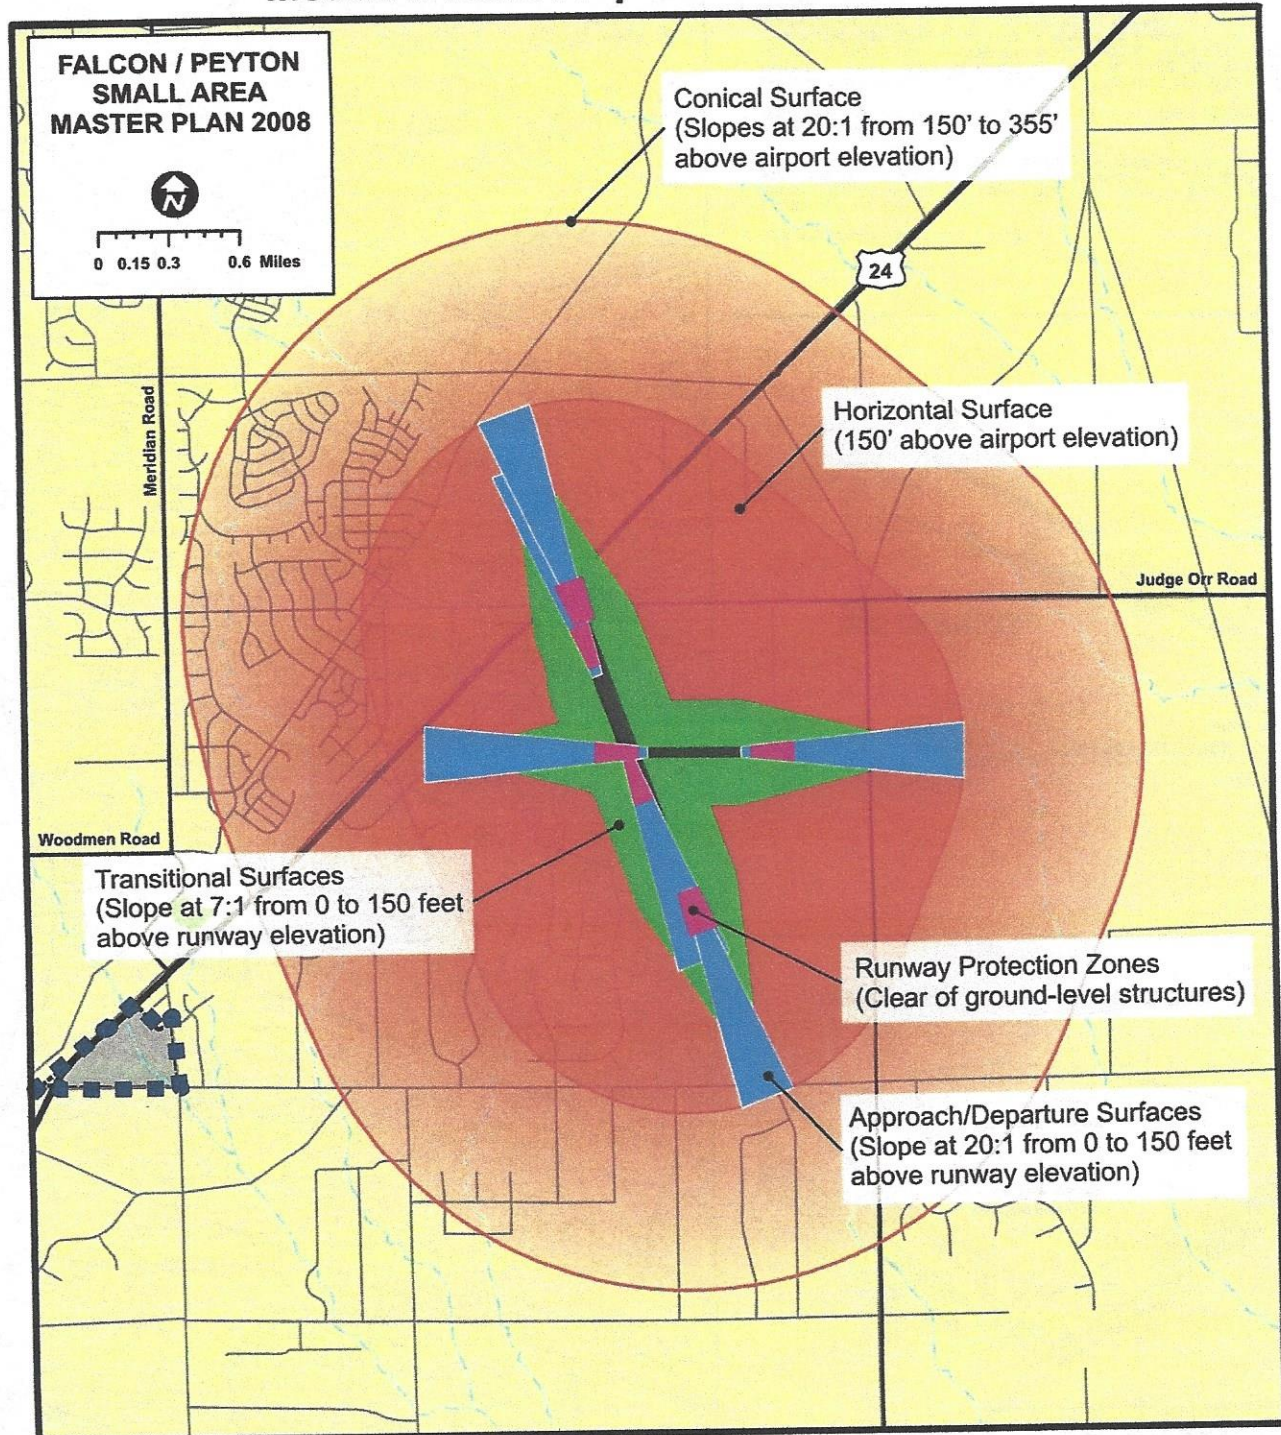 FALCON / PEYTON
SMALL AREA
MASTER PLAN 2008
N
0 0.15 0.3 0.6 Miles
Conical Surface
(Slopes at 20:1 from 150' to 355'
above airport elevation)
24
Meridian Road
Horizontal Surface
(150' above airport elevation)
Judge Orr Road
Woodmen Road
Transitional Surfaces
(Slope at 7:1 from 0 to 150 feet
above runway elevation)
Runway Protection Zones
(Clear of ground-level structures)
Approach/Departure Surfaces
(Slope at 20:1 from 0 to 150 feet
above runway elevation)